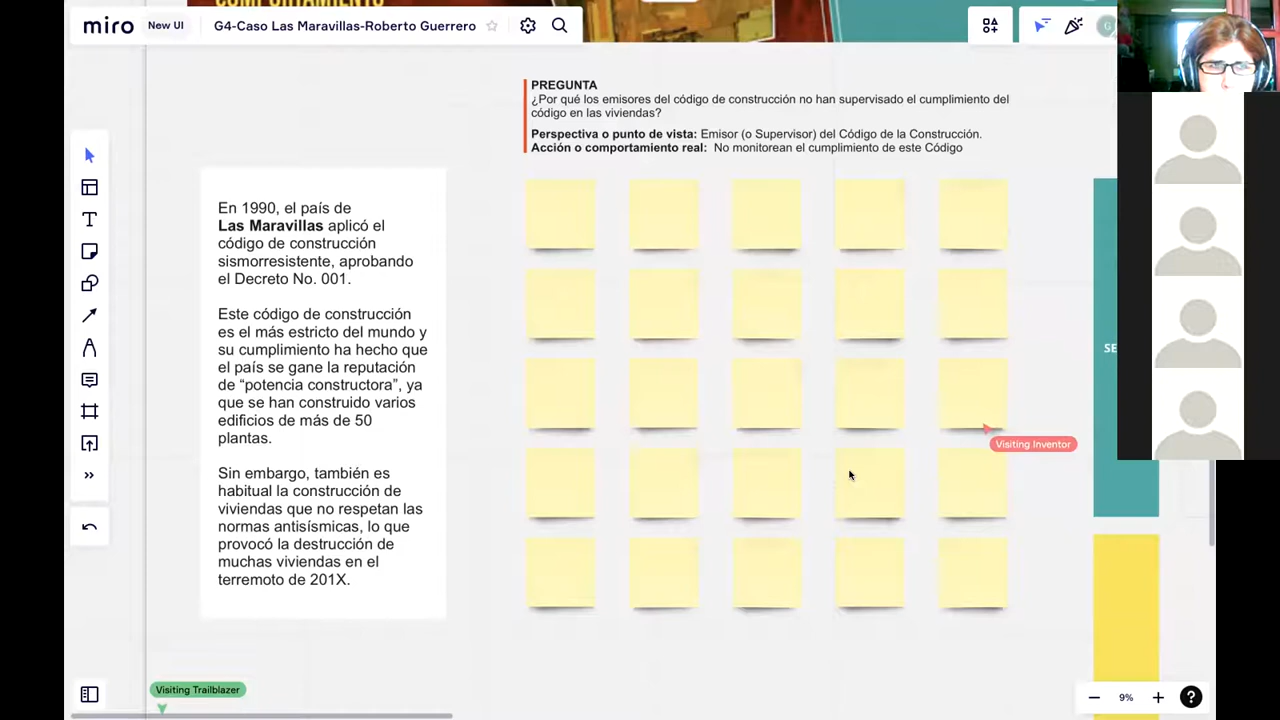 COMPORTAMIENTO
miro
New UI
G4-Caso Las Maravillas-Roberto Guerrero
G
PREGUNTA
¿Por qué los emisores del código de construcción no han supervisado el cumplimiento del
código en las viviendas?
Perspectiva o punto de vista: Emisor (o Supervisor) del Código de la Construcción.
Acción o comportamiento real: No monitorean el cumplimiento de este Código
En 1990, el país de
Las Maravillas aplicó el
código de construcción
sismorresistente, aprobando
el Decreto No. 001.
Este código de construcción
es el más estricto del mundo y
su cumplimiento ha hecho que
el país se gane la reputación
de “potencia constructora”, ya
que se han construido varios
edificios de más de 50
plantas.
Sin embargo, también es
habitual la construcción de
viviendas que no respetan las
normas antisísmicas, lo que
provocó la destrucción de
muchas viviendas en el
terremoto de 201X.
SE
Visiting Inventor
Visiting Trailblazer
9%